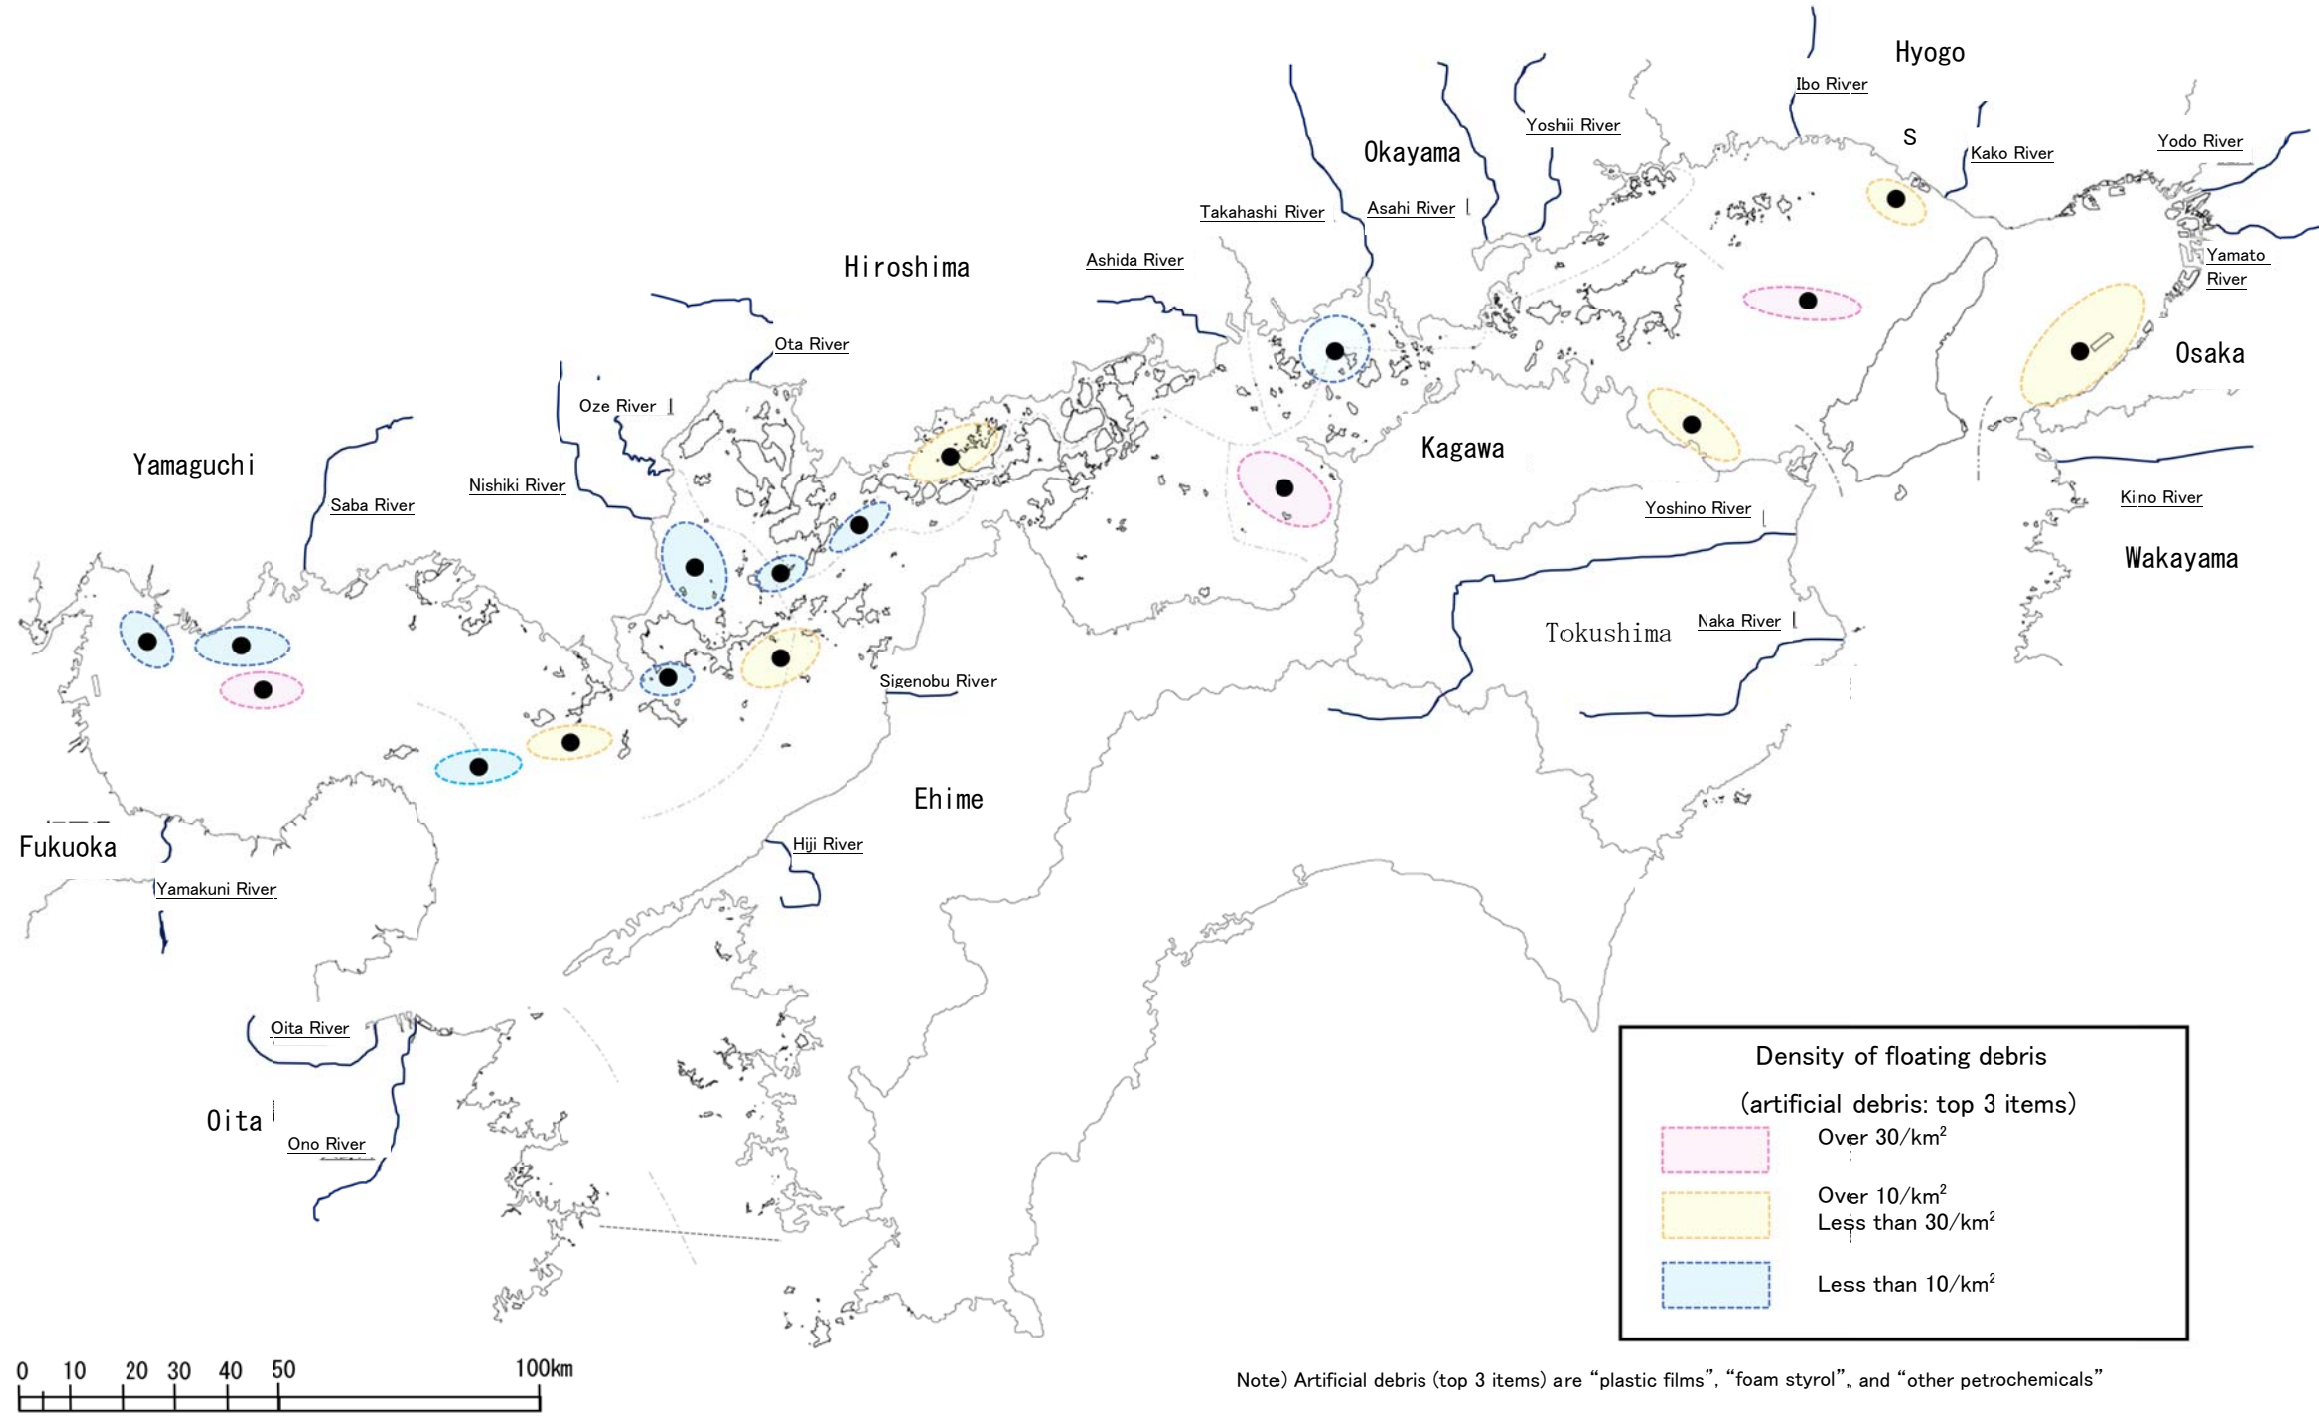 Hyogo
Ibo River
Yoshii River
S
Yodo River
Okayama
Kako River
Takahashi River
Asahi River
Yamato
River
Hiroshima
Ashida River
Ota River
Osaka
Oze River
Kagawa
Yamaguchi
Nishiki River
Saba River
Yoshino River
Kino River
Wakayama
Tokushima
Naka River
Sigenobu River
Ehime
Fukuoka
Hiji River
Yamakuni River
Oita River
Oita
Ono River
Density of floating debris
(artificial debris: top 3 items)
Over 30/km²
Over 10/km²
Less than 30/km²
Less than 10/km²
0 10 20 30 40 50 100km
Note) Artificial debris (top 3 items) are “plastic films”, “foam styrol”, and “other petrochemicals”